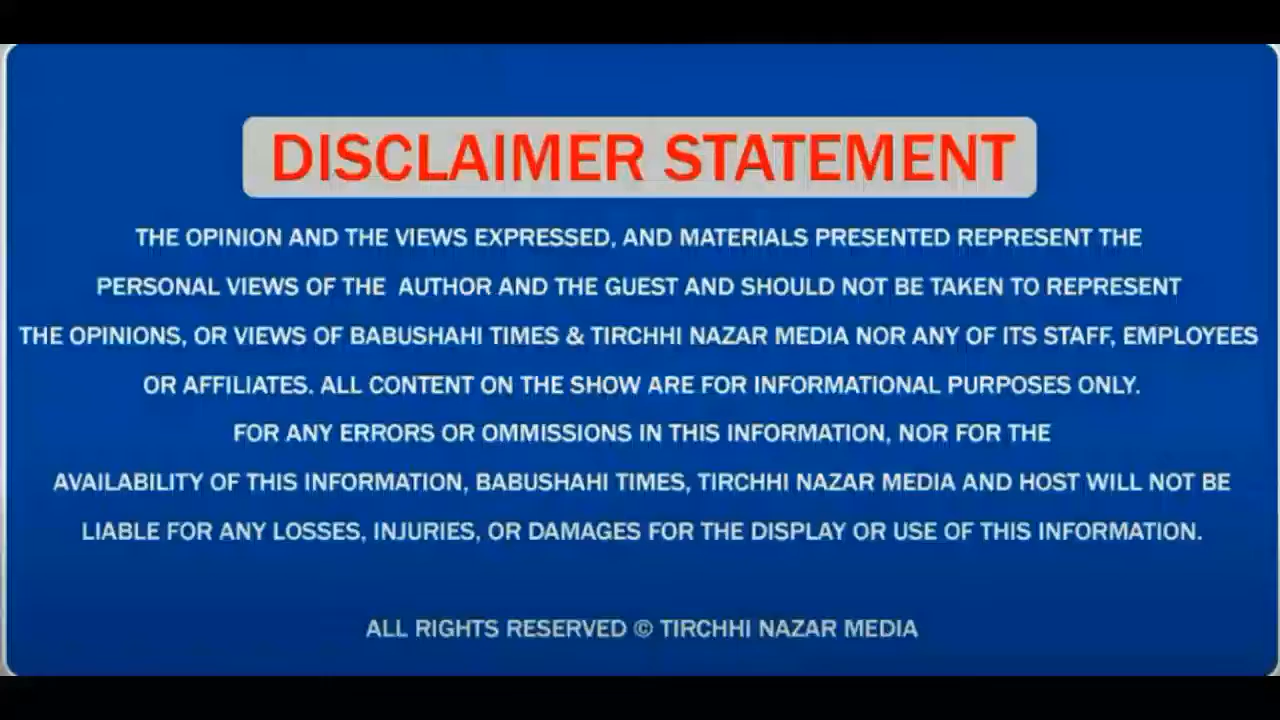 DISCLAIMER STATEMENT
THE OPINION AND THE VIEWS EXPRESSED, AND MATERIALS PRESENTED REPRESENT THE
PERSONAL VIEWS OF THE AUTHOR AND THE GUEST AND SHOULD NOT BE TAKEN TO REPRESENT
THE OPINIONS, OR VIEWS OF BABUSHAHI TIMES & TIRCHHI NAZAR MEDIA NOR ANY OF ITS STAFF, EMPLOYEES
OR AFFILIATES. ALL CONTENT ON THE SHOW ARE FOR INFORMATIONAL PURPOSES ONLY.
FOR ANY ERRORS OR OMMISSIONS IN THIS INFORMATION, NOR FOR THE
AVAILABILITY OF THIS INFORMATION, BABUSHAHI TIMES, TIRCHHI NAZAR MEDIA AND HOST WILL NOT BE
LIABLE FOR ANY LOSSES, INJURIES, OR DAMAGES FOR THE DISPLAY OR USE OF THIS INFORMATION.
ALL RIGHTS RESERVED © TIRCHHI NAZAR MEDIA